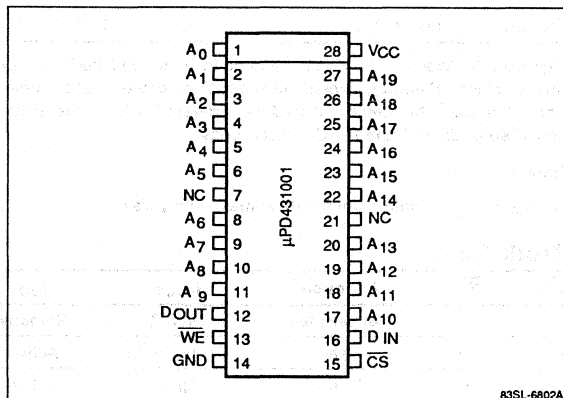 A0 1 28 VCC
A1 2 27 A19
A2 3 26 A18
A3 4 25 A17
A4 5 24 A16
A5 6 23 A15
NC 7 22 A14
A6 8 21 NC
A7 9 20 A13
A8 10 19 A12
A9 11 18 A11
DOUT 12 17 A10
W̅E̅ 13 16 DIN
GND 14 15 C̅S̅
μPD431001
83SL-6802A